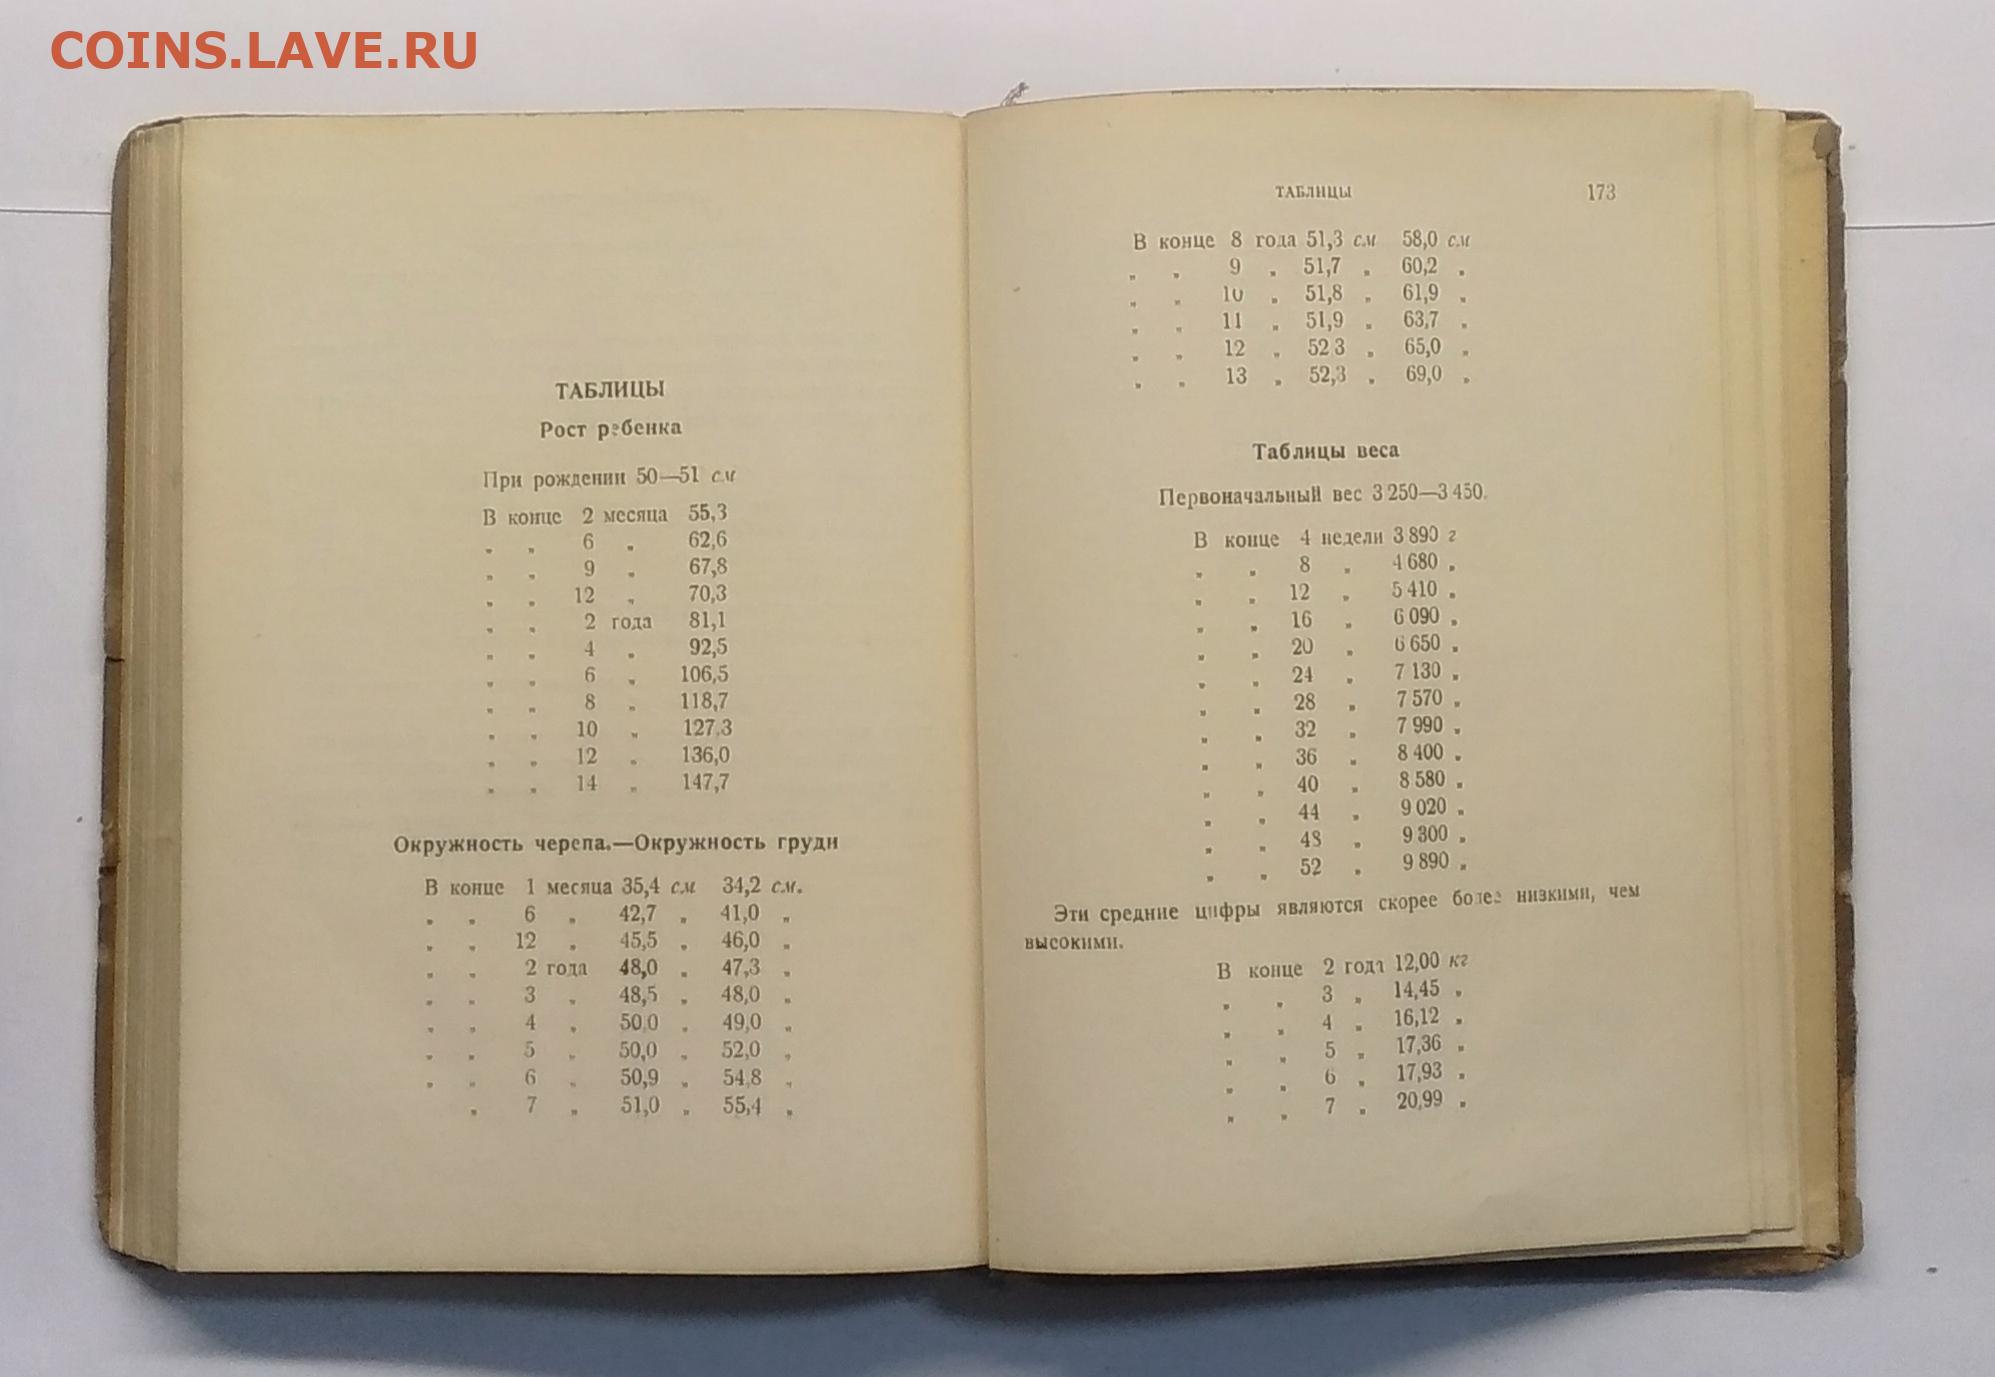 COINS.LAVE.RU
ТАБЛИЦЫ
Рост ребенка
При рождении 50—51 см
В конце 2 месяца 55,3
„ „ 6 „ 62,6
„ „ 9 „ 67,8
„ „ 12 „ 70,3
„ „ 2 года 81,1
„ „ 4 „ 92,5
„ „ 6 „ 106,5
„ „ 8 „ 118,7
„ „ 10 „ 127,3
„ „ 12 „ 136,0
„ „ 14 „ 147,7
Окружность черепа.—Окружность груди
В конце 1 месяца 35,4 см 34,2 см.
„ „ 6 „ 42,7 „ 41,0 „
„ „ 12 „ 45,5 „ 46,0 „
„ „ 2 года 48,0 „ 47,3 „
„ „ 3 „ 48,5 „ 48,0 „
„ „ 4 „ 50,0 „ 49,0 „
„ „ 5 „ 50,0 „ 52,0 „
„ „ 6 „ 50,9 „ 54,8 „
„ 7 „ 51,0 „ 55,4 „
ТАБЛИЦЫ 173
В конце 8 года 51,3 см 58,0 см
„ „ 9 „ 51,7 „ 60,2 „
„ „ 10 „ 51,8 „ 61,9 „
„ „ 11 „ 51,9 „ 63,7 „
„ „ 12 „ 52 3 „ 65,0 „
„ „ 13 „ 52,3 „ 69,0 „
Таблицы веса
Первоначальный вес 3 250—3 450.
В конце 4 недели 3 890 г
„ „ 8 „ 4 680 „
„ „ 12 „ 5 410 „
„ „ 16 „ 6 090 „
„ „ 20 „ 6 650 „
„ „ 24 „ 7 130 „
„ „ 28 „ 7 570 „
„ „ 32 „ 7 990 „
„ „ 36 „ 8 400 „
„ „ 40 „ 8 580 „
„ „ 44 „ 9 020 „
„ „ 48 „ 9 300 „
„ „ 52 „ 9 890 „
Эти средние цифры являются скорее более низкими, чем
высокими.
В конце 2 года 12,00 кг
„ „ 3 „ 14,45 „
„ „ 4 „ 16,12 „
„ „ 5 „ 17,36 „
„ „ 6 „ 17,93 „
„ „ 7 „ 20,99 „